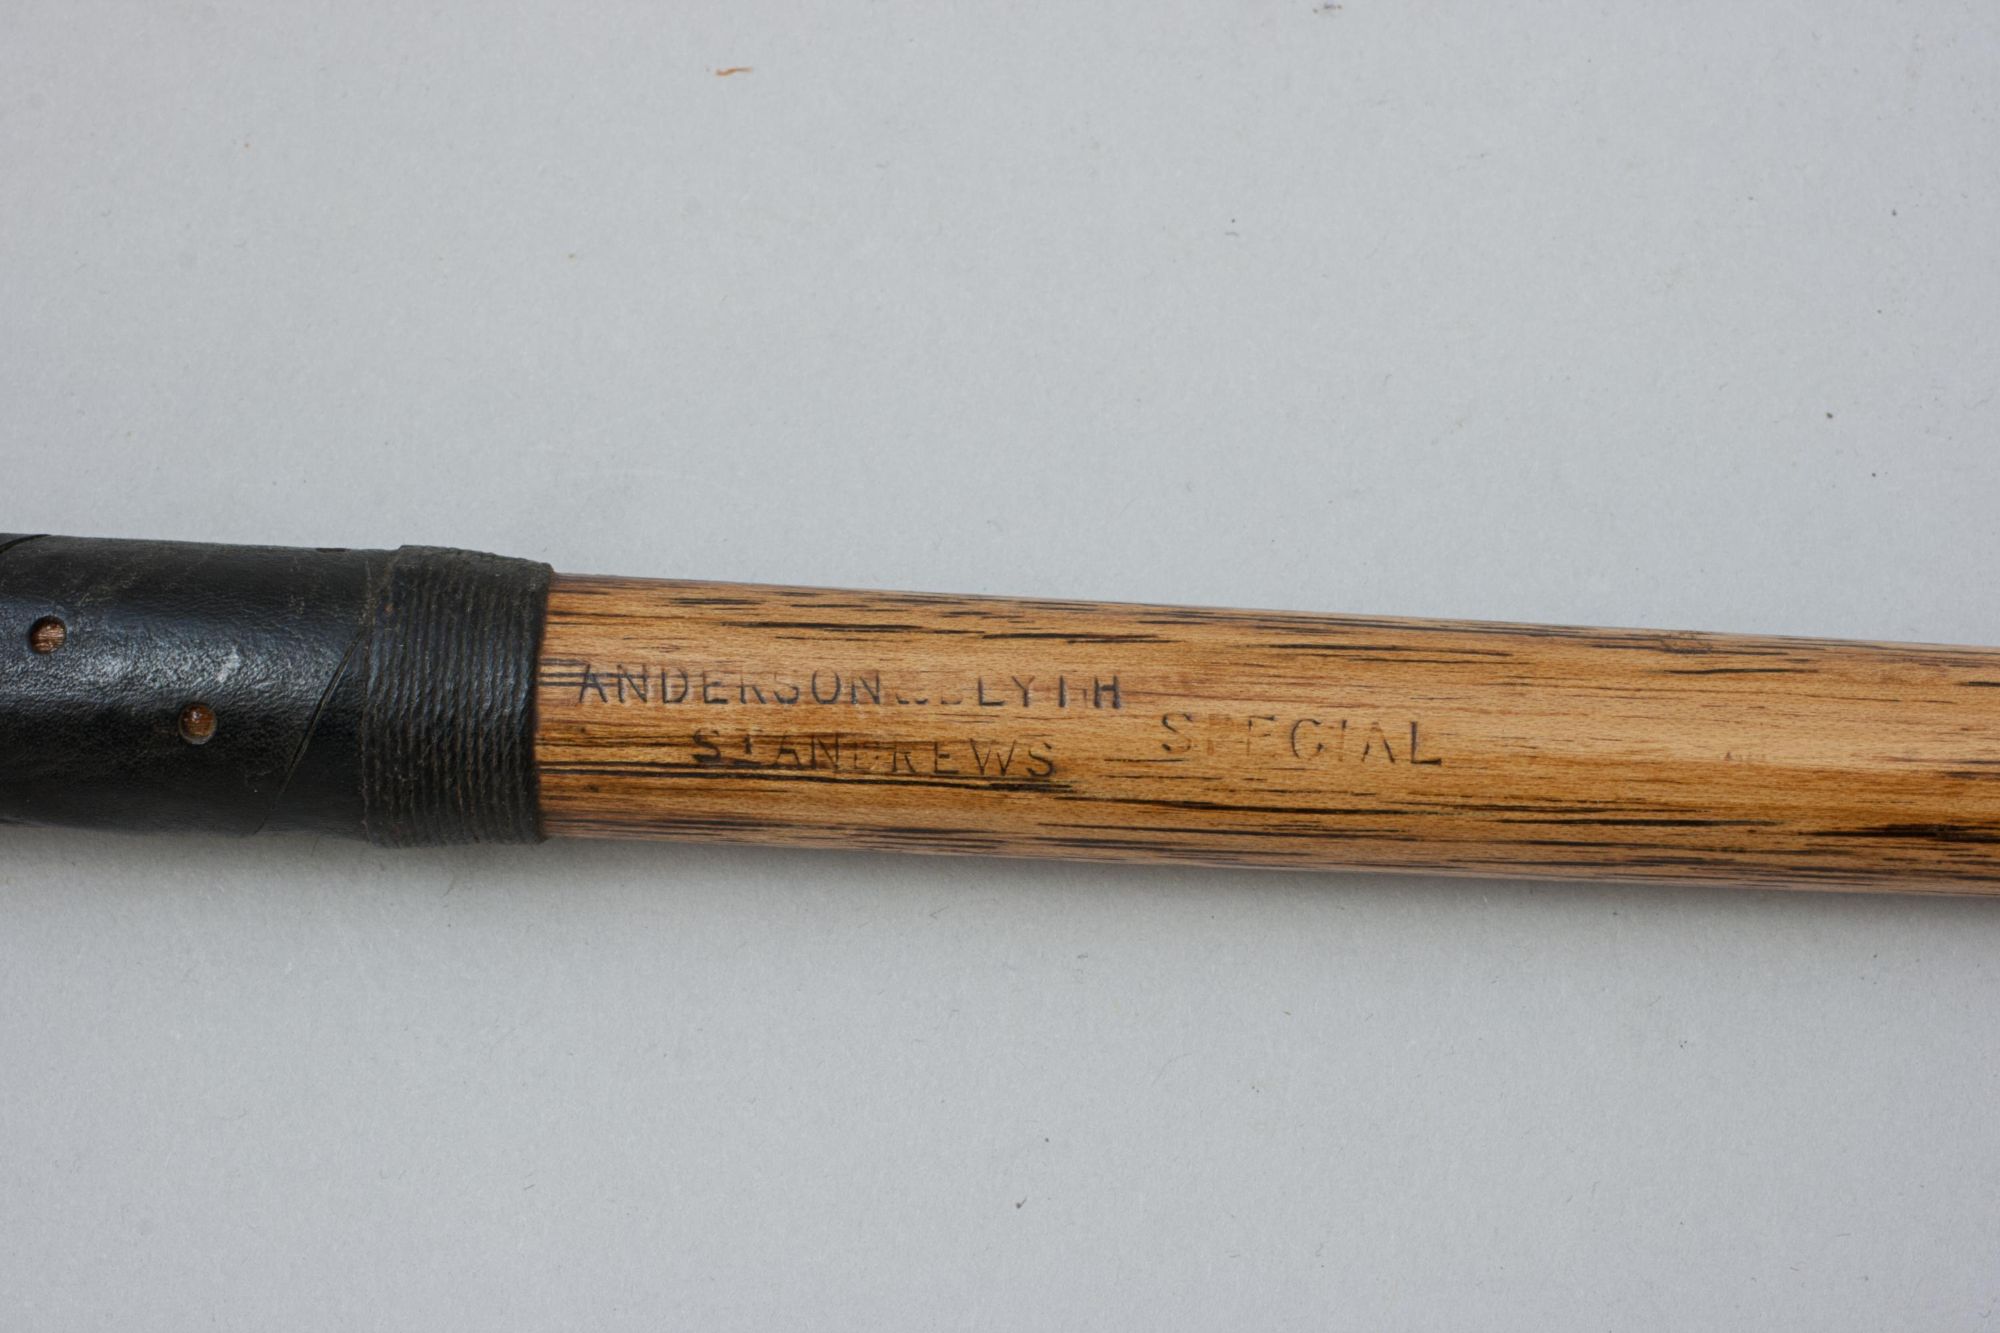 ANDERSON & BLYTH
ST ANDREWS
SPECIAL